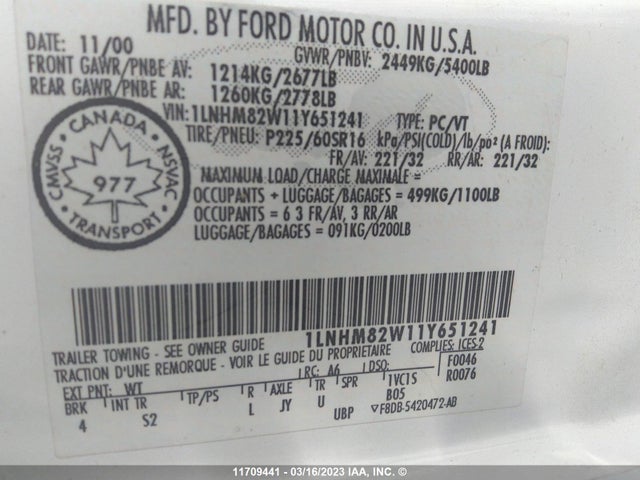 MFD. BY FORD MOTOR CO. IN U.S.A.
DATE: 11/00
GVWR/PNBV: 2449KG/5400LB
FRONT GAWR/PNBE AV: 1214KG/2677LB
REAR GAWR/PNBE AR: 1260KG/2778LB
VIN: 1LNHM82W11Y651241 TYPE: PC/VT
TIRE/PNEU: P225/60SR16 kPa/PSI(COLD)/lb/po² (A FROID):
FR/AV: 221/32 RR/AR: 221/32
MAXIMUM LOAD/CHARGE MAXIMALE =
OCCUPANTS + LUGGAGE/BAGAGES = 499KG/1100LB
OCCUPANTS = 6 3 FR/AV, 3 RR/AR
LUGGAGE/BAGAGES = 091KG/0200LB
CANADA
CMVSS
NSVAC
977
TRANSPORT
1LNHM82W11Y651241
TRAILER TOWING - SEE OWNER GUIDE
COMPLIES: ICES-2
TRACTION D'UNE REMORQUE - VOIR LE GUIDE DU PROPRIETAIRE
F0046
R0076
EXT PNT: WT RC: A6 DSO:
BRK INT TR TP/PS R AXLE TR SPR 1VC1S
4 S2 L JY U UBP B05
F8DB-5420472-AB
11709441 - 03/16/2023 - IAA, INC. ©